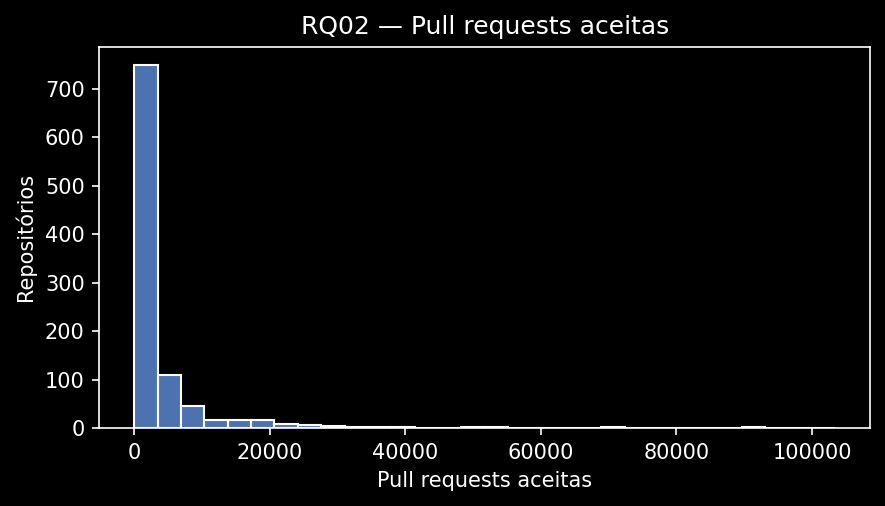 RQ02 — Pull requests aceitas
Repositórios
700
600
500
400
300
200
100
0
0 20000 40000 60000 80000 100000
Pull requests aceitas